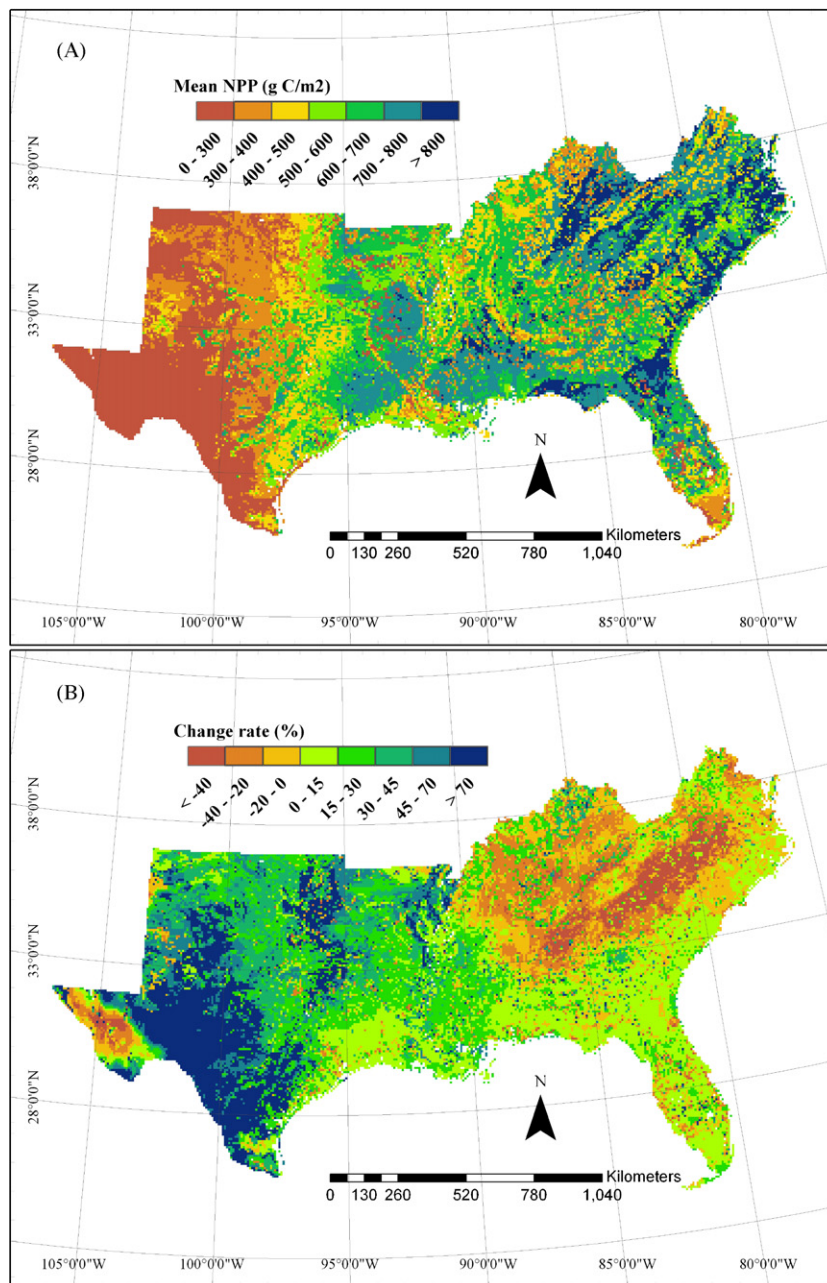 (A)
Mean NPP (g C/m2)
0 - 300
300 - 400
400 - 500
500 - 600
600 - 700
700 - 800
> 800
38°0'0"N
33°0'0"N
28°0'0"N
N
Kilometers
0 130 260 520 780 1,040
105°0'0"W 100°0'0"W 95°0'0"W 90°0'0"W 85°0'0"W 80°0'0"W
(B)
Change rate (%)
< -40
-40 - -20
-20 - 0
0 - 15
15 - 30
30 - 45
45 - 70
> 70
38°0'0"N
33°0'0"N
28°0'0"N
N
Kilometers
0 130 260 520 780 1,040
105°0'0"W 100°0'0"W 95°0'0"W 90°0'0"W 85°0'0"W 80°0'0"W